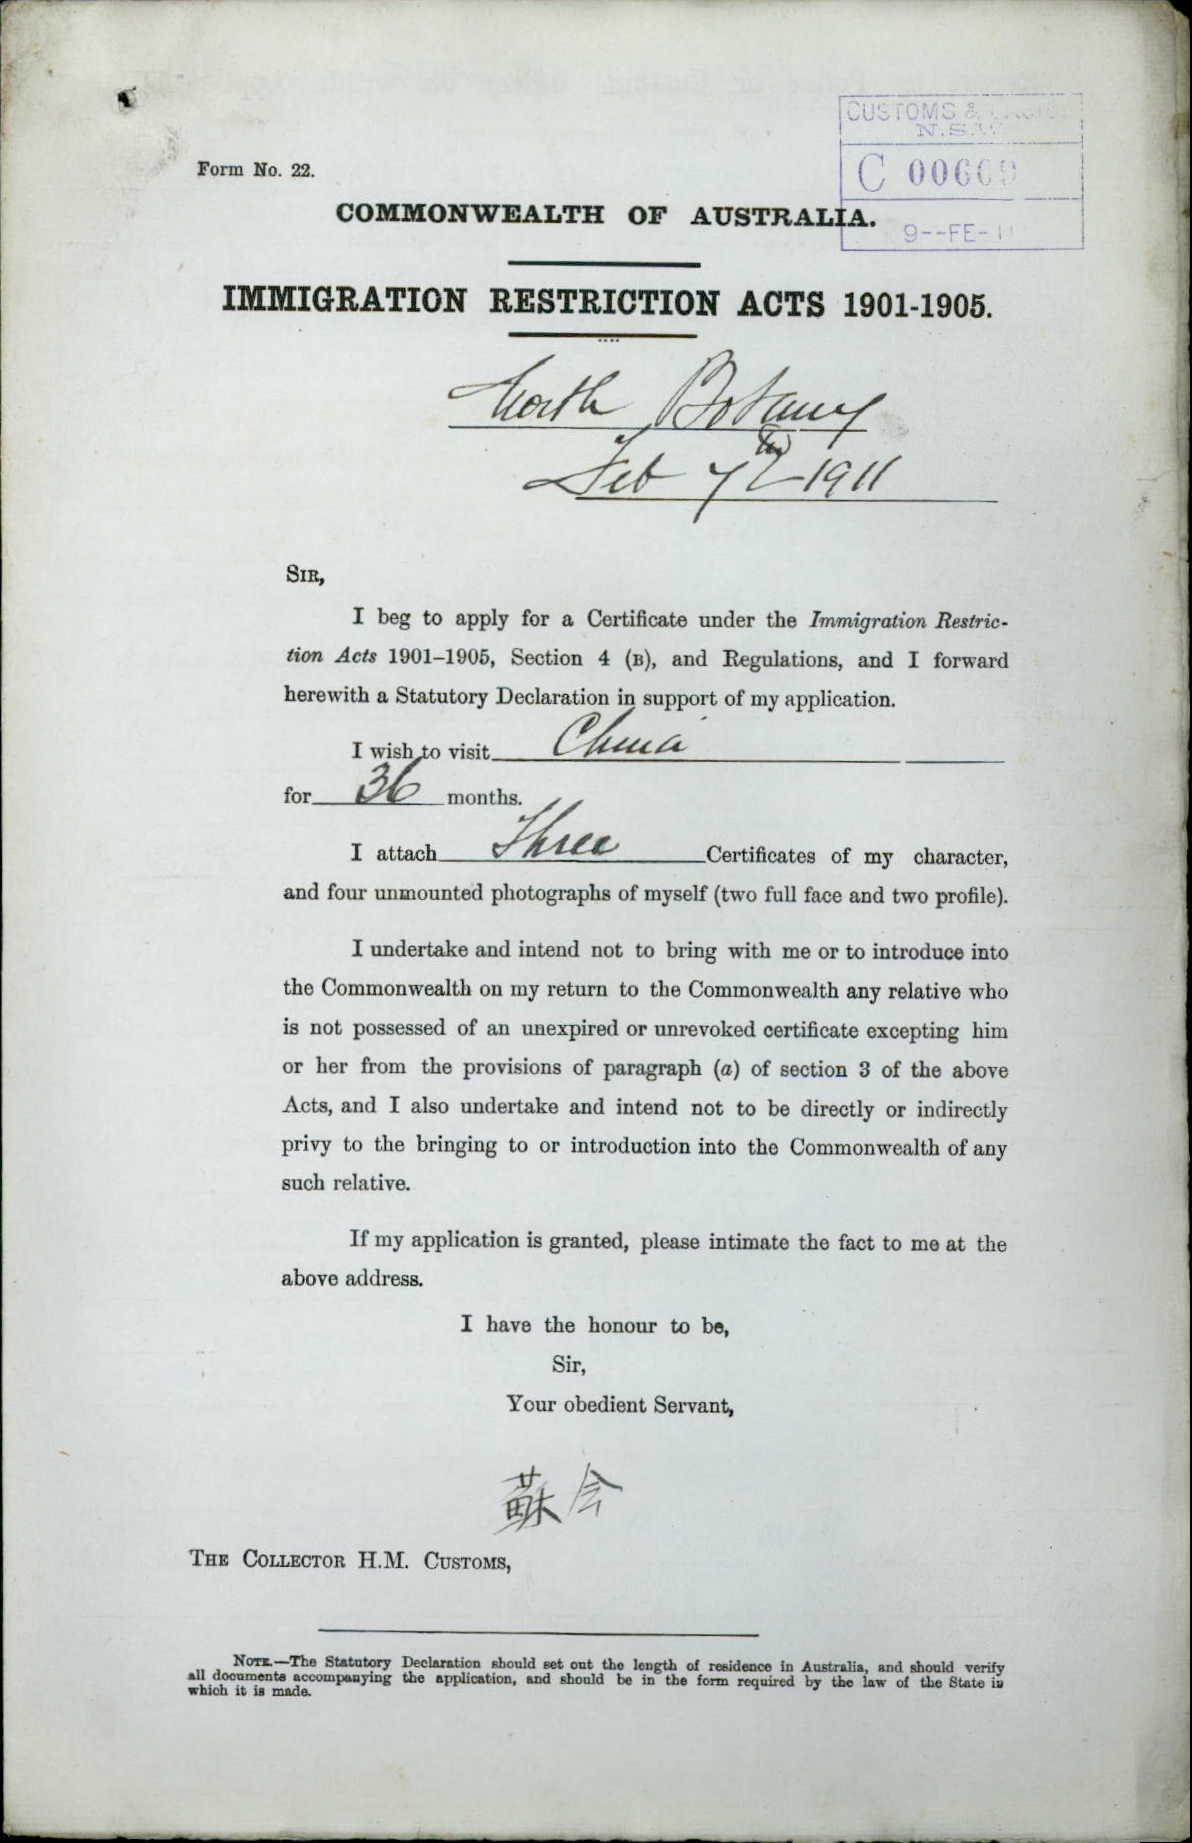 CUSTOMS &
N.S.W
C 00669
9--FE-11
Form No. 22.
COMMONWEALTH OF AUSTRALIA.
IMMIGRATION RESTRICTION ACTS 1901-1905.
North Botany
Feb 7th 1911
SIR,
I beg to apply for a Certificate under the Immigration Restric-
tion Acts 1901–1905, Section 4 (B), and Regulations, and I forward
herewith a Statutory Declaration in support of my application.
I wish to visit China
for 36 months.
I attach Three Certificates of my character,
and four unmounted photographs of myself (two full face and two profile).
I undertake and intend not to bring with me or to introduce into
the Commonwealth on my return to the Commonwealth any relative who
is not possessed of an unexpired or unrevoked certificate excepting him
or her from the provisions of paragraph (a) of section 3 of the above
Acts, and I also undertake and intend not to be directly or indirectly
privy to the bringing to or introduction into the Commonwealth of any
such relative.
If my application is granted, please intimate the fact to me at the
above address.
I have the honour to be,
Sir,
Your obedient Servant,
THE COLLECTOR H.M. CUSTOMS,
NOTE.—The Statutory Declaration should set out the length of residence in Australia, and should verify
all documents accompanying the application, and should be in the form required by the law of the State in
which it is made.